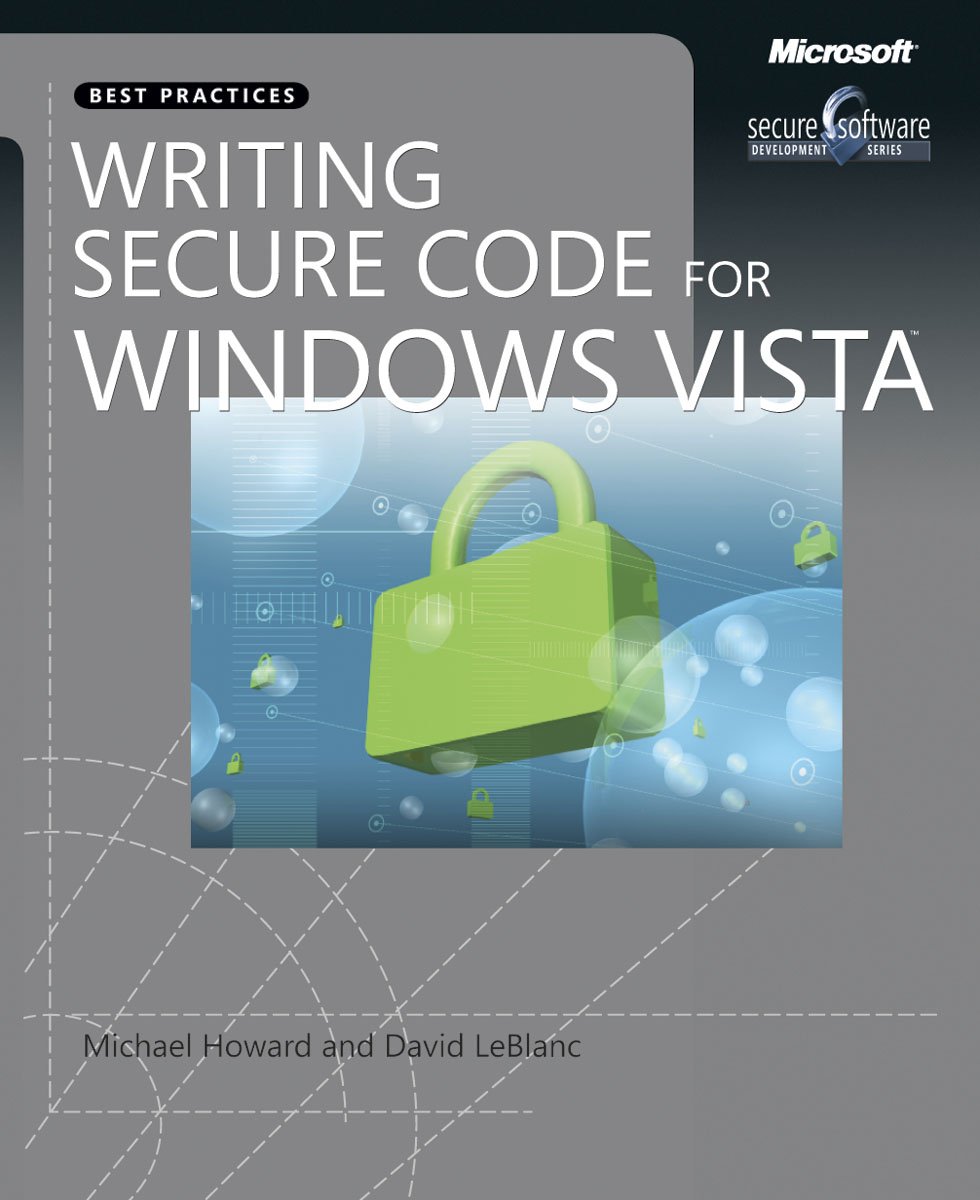 Microsoft®
secure software
DEVELOPMENT SERIES
BEST PRACTICES
WRITING
SECURE CODE FOR
WINDOWS VISTA™
Michael Howard and David LeBlanc